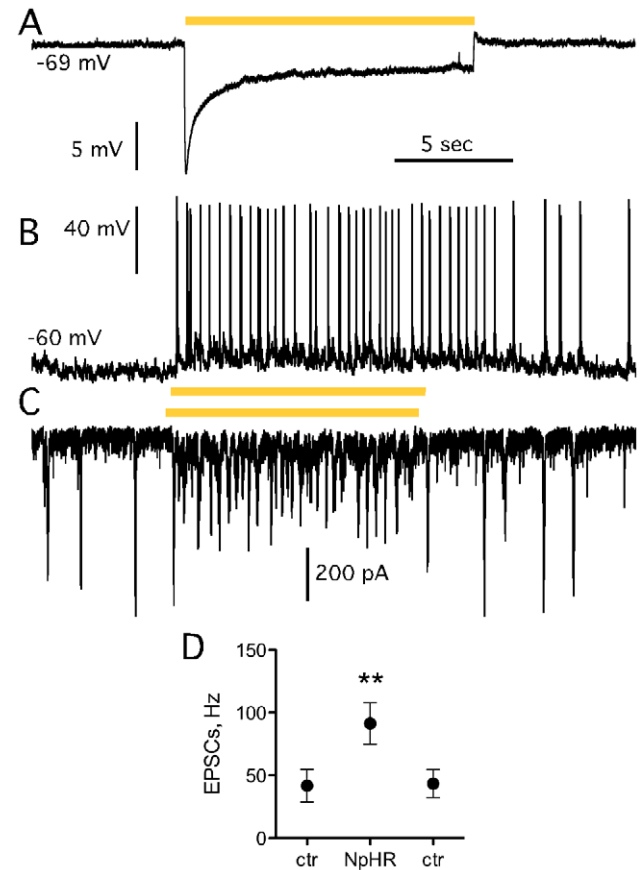 A
-69 mV
5 mV
5 sec
B
40 mV
-60 mV
C
200 pA
D
**
150
100
50
0
EPSCs, Hz
ctr NpHR ctr